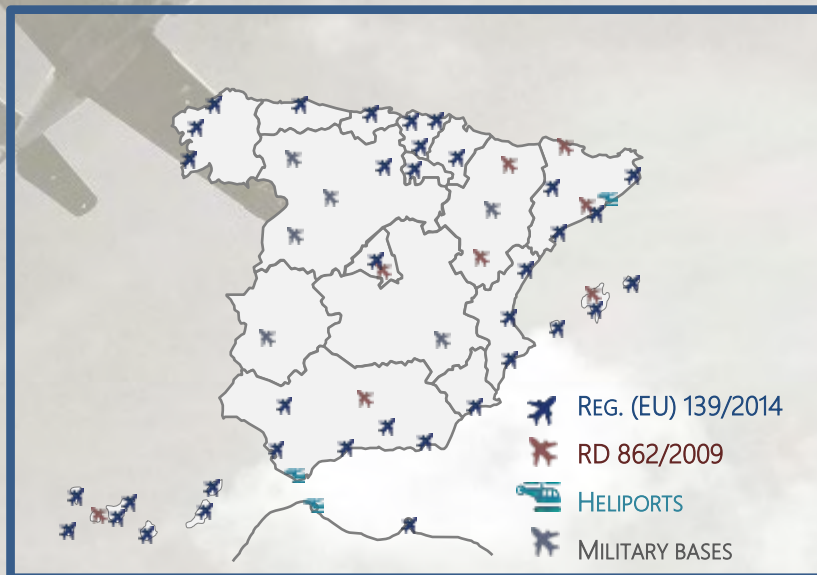 REG. (EU) 139/2014
RD 862/2009
HELIPORTS
MILITARY BASES